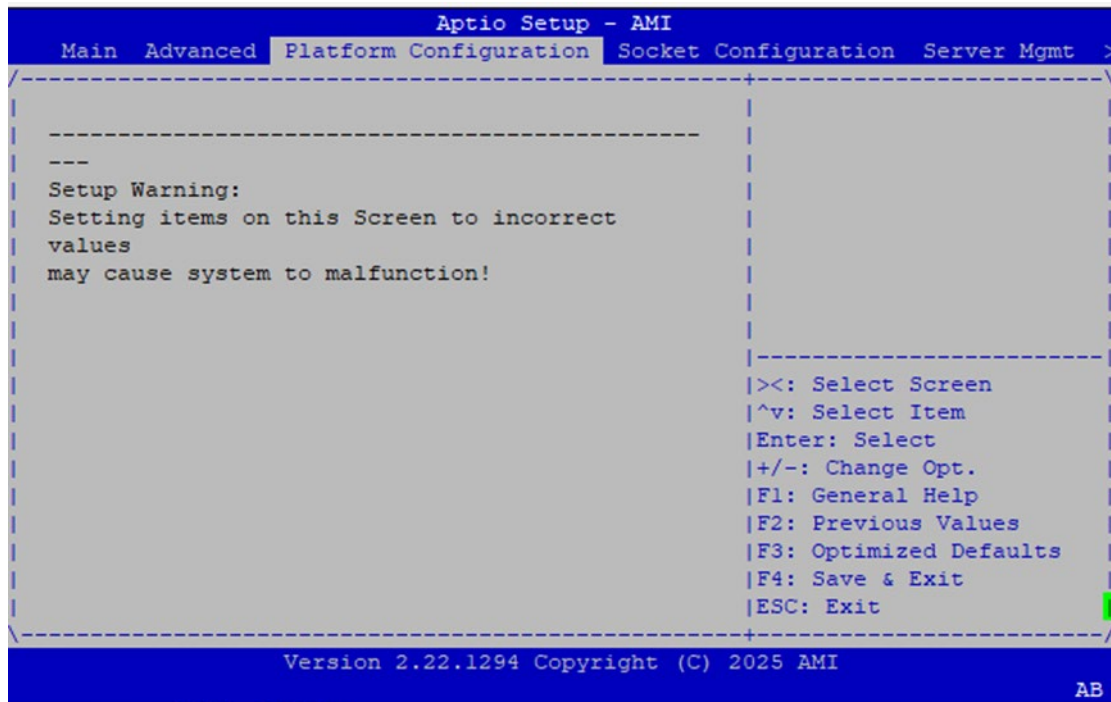 Aptio Setup - AMI
Main Advanced Platform Configuration Socket Configuration Server Mgmt >
/----------------------------------------------------+-------------------------\
-----------------------------------------------
---
Setup Warning:
Setting items on this Screen to incorrect
values
may cause system to malfunction!
|-------------------------|
|><: Select Screen
|^v: Select Item
|Enter: Select
|+/-: Change Opt.
|F1: General Help
|F2: Previous Values
|F3: Optimized Defaults
|F4: Save & Exit
|ESC: Exit
\----------------------------------------------------+-------------------------/
Version 2.22.1294 Copyright (C) 2025 AMI
AB